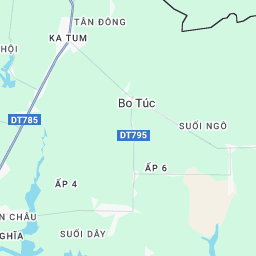 TÂN ĐÔNG
HỘI
KA TUM
Bo Túc
DT785
SUỐI NGÔ
DT795
ẤP 6
ẤP 4
N CHÂU
SUỐI DÂY
NGHĨA